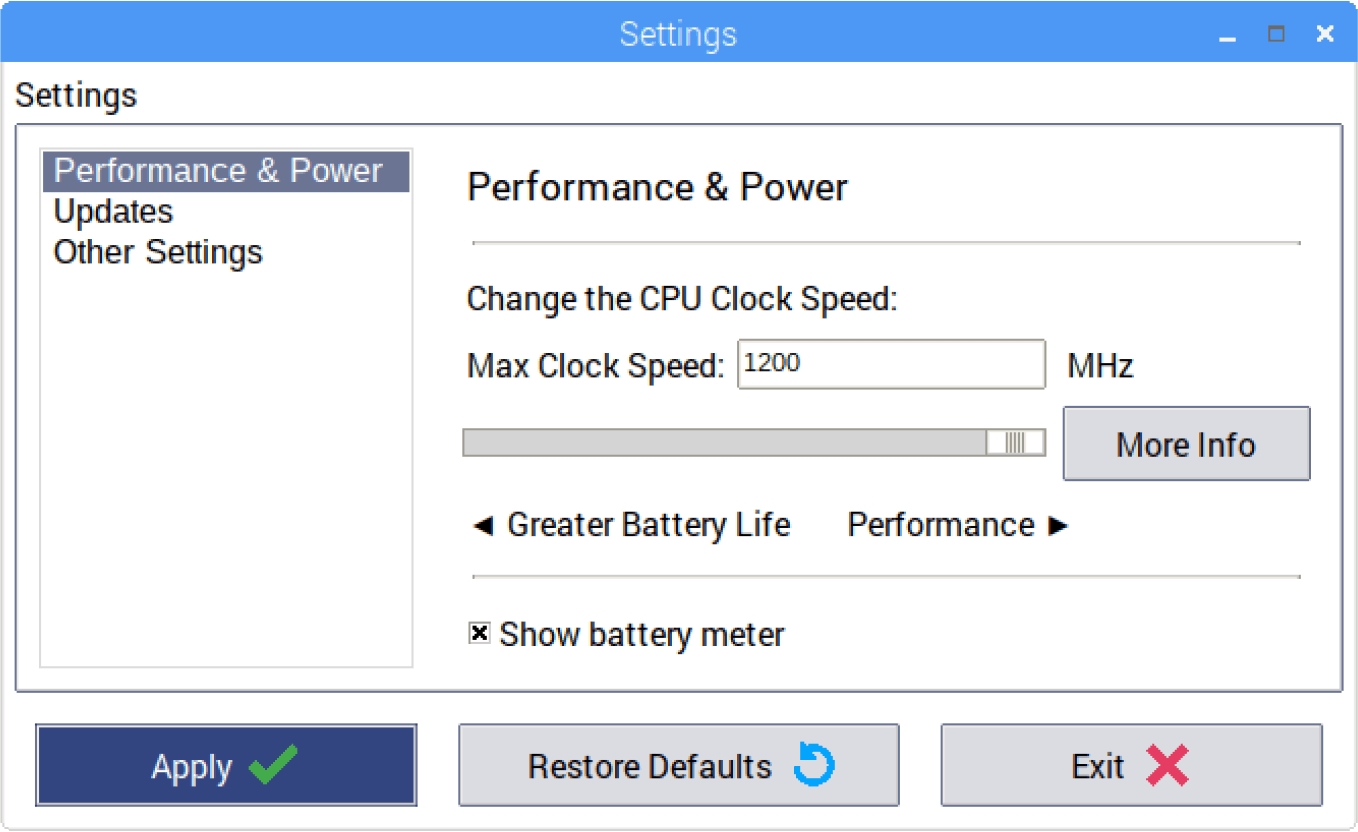 Settings
Settings
Performance & Power
Updates
Other Settings
Performance & Power
Change the CPU Clock Speed:
Max Clock Speed: 1200 MHz
More Info
◄ Greater Battery Life Performance ►
Show battery meter
Apply
Restore Defaults
Exit